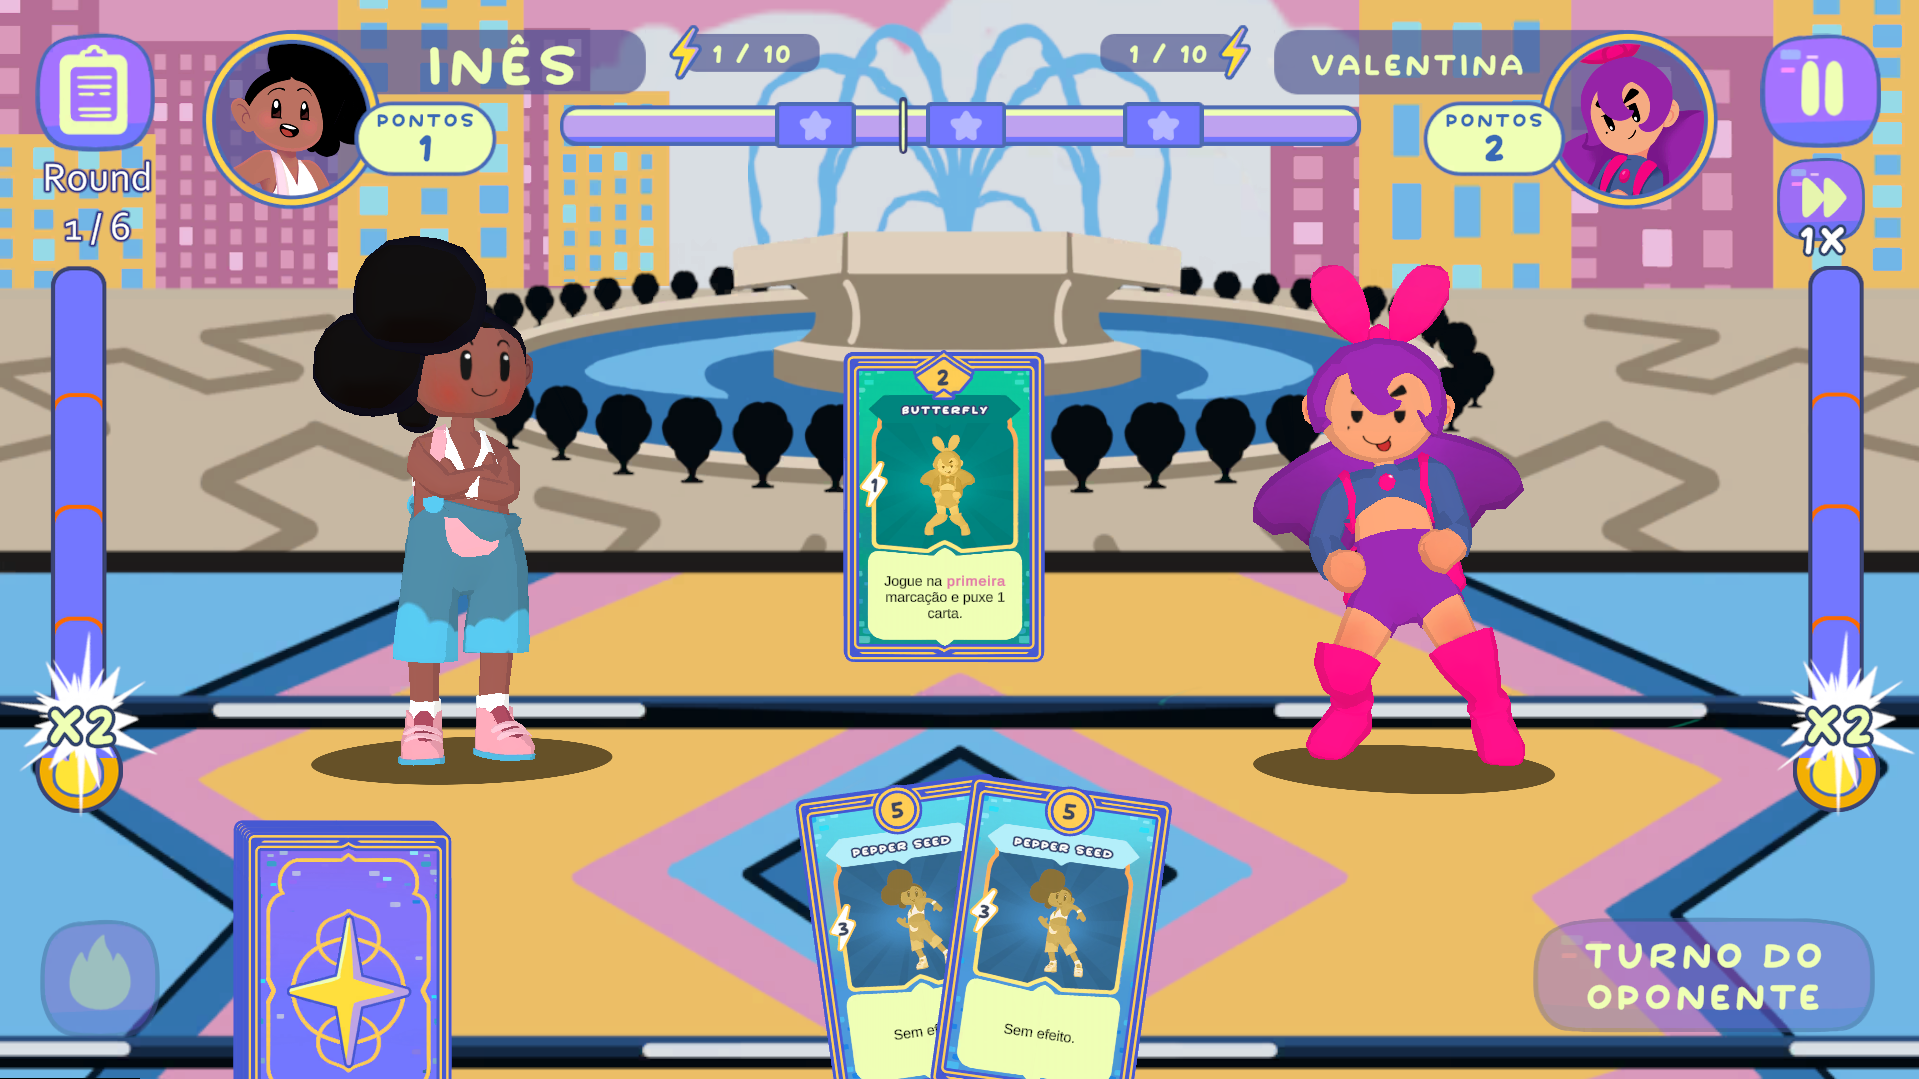 INÊS
1 / 10
1 / 10
VALENTINA
PONTOS
1
PONTOS
2
Round
1/6
1X
2
BUTTERFLY
1
Jogue na primeira
marcação e puxe 1
carta.
X2
X2
5
PEPPER SEED
3
Sem ef
5
PEPPER SEED
3
Sem efeito.
TURNO DO
OPONENTE